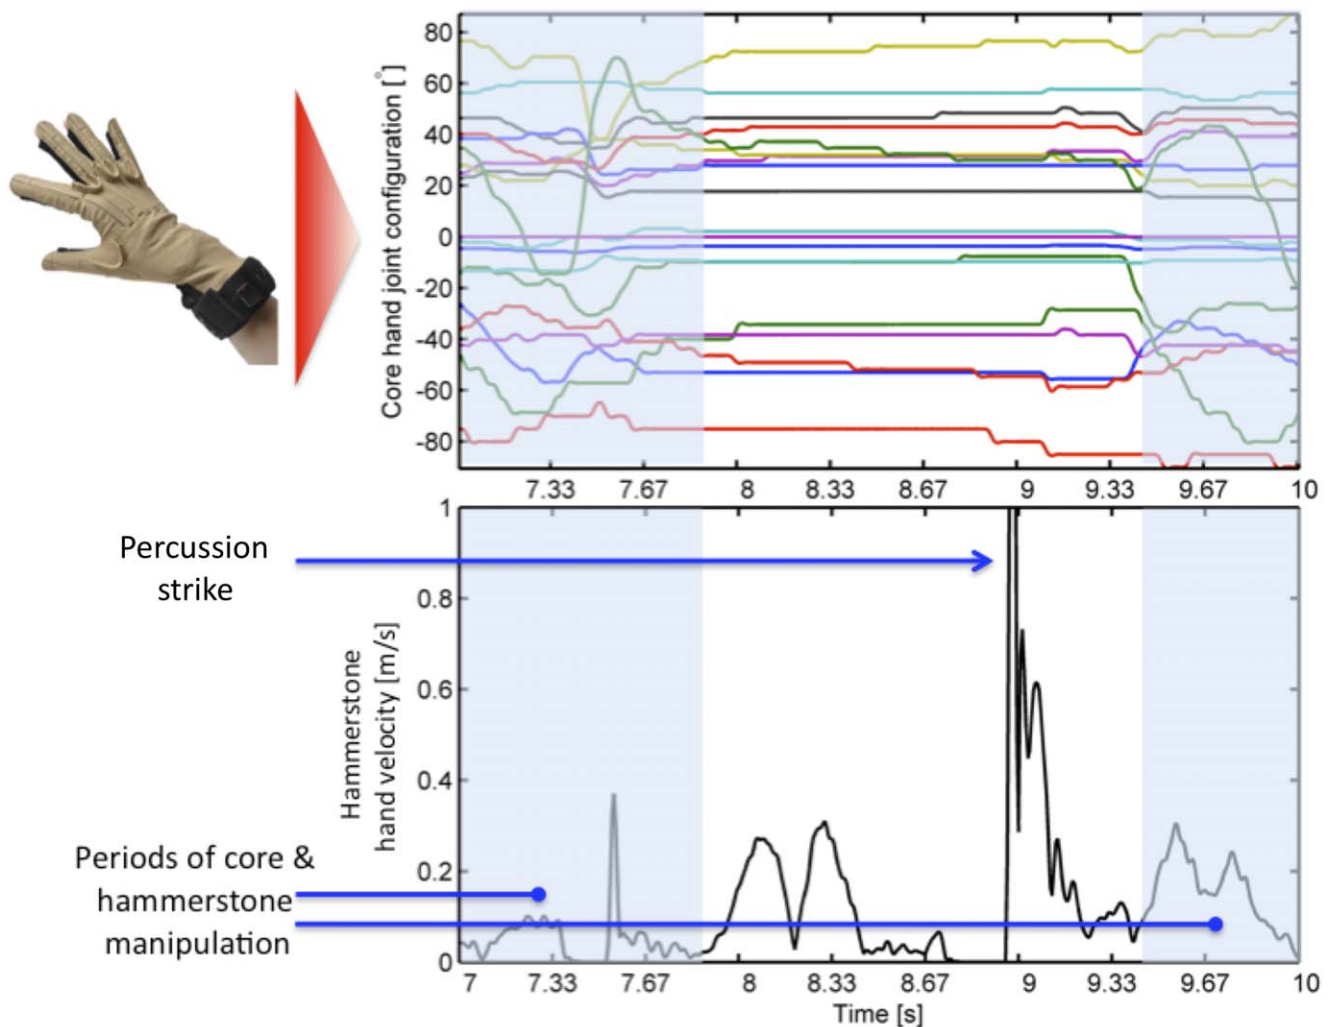 Core hand joint configuration [°]
80
60
40
20
0
-20
-40
-60
-80
7.33 7.67 8 8.33 8.67 9 9.33 9.67 10
Percussion
strike
Hammerstone
hand velocity [m/s]
1
0.8
0.6
0.4
0.2
0
Periods of core &
hammerstone
manipulation
7 7.33 7.67 8 8.33 8.67 9 9.33 9.67 10
Time [s]